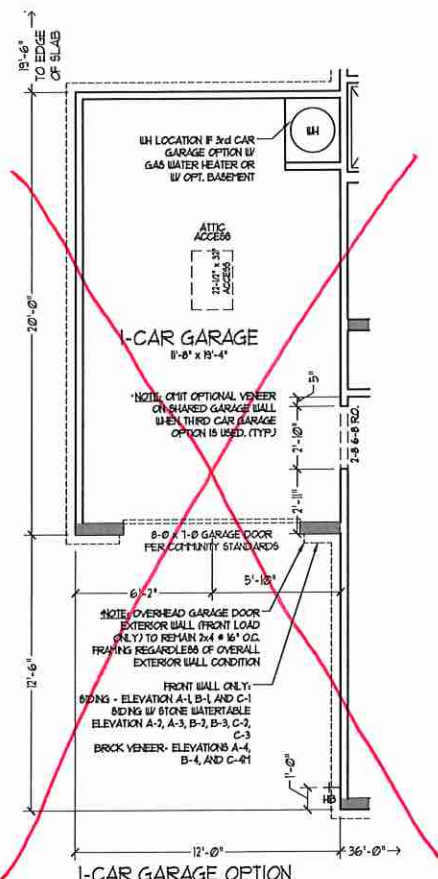 19'-6"
TO EDGE
OF SLAB
WH LOCATION IF 3rd CAR
GARAGE OPTION W/
GAS WATER HEATER OR
W/ OPT. BASEMENT
WH
ATTIC
ACCESS
22-1/2" x 30"
ACCESS
20'-0"
1-CAR GARAGE
11'-8" x 19'-4"
*NOTE: OMIT OPTIONAL VENEER
ON SHARED GARAGE WALL
WHEN THIRD CAR GARAGE
OPTION IS USED. (TYP.)
5"
2'-10"
2-8 6-8 R.O.
2'-11"
8-0 x 7-0 GARAGE DOOR
PER COMMUNITY STANDARDS
6'-2"
5'-10"
*NOTE: OVERHEAD GARAGE DOOR
EXTERIOR WALL (FRONT LOAD
ONLY) TO REMAIN 2x4 @ 16" O.C.
FRAMING REGARDLESS OF OVERALL
EXTERIOR WALL CONDITION
12'-6"
FRONT WALL ONLY:
SIDING - ELEVATION A-1, B-1, AND C-1
SIDING W/ STONE WATERTABLE
ELEVATION A-2, A-3, B-2, B-3, C-2,
C-3
BRICK VENEER- ELEVATIONS A-4,
B-4, AND C-4M
1'-0"
HB
12'-0"
36'-0"
1-CAR GARAGE OPTION